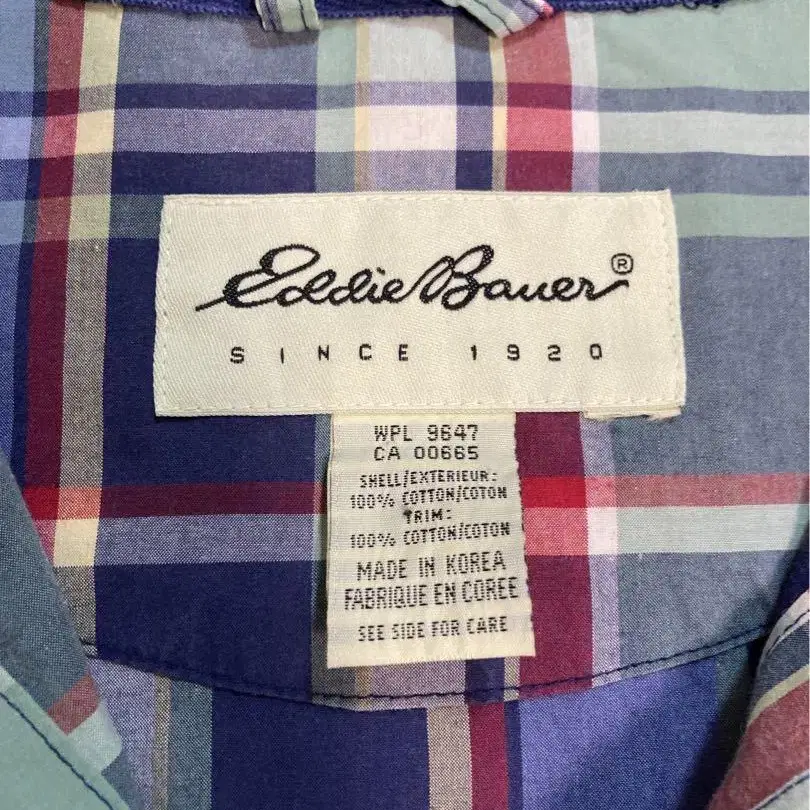 Eddie Bauer®
SINCE 1920
WPL 9647
CA 00665
SHELL/EXTERIEUR:
100% COTTON/COTON
TRIM:
100% COTTON/COTON
MADE IN KOREA
FABRIQUE EN COREE
SEE SIDE FOR CARE